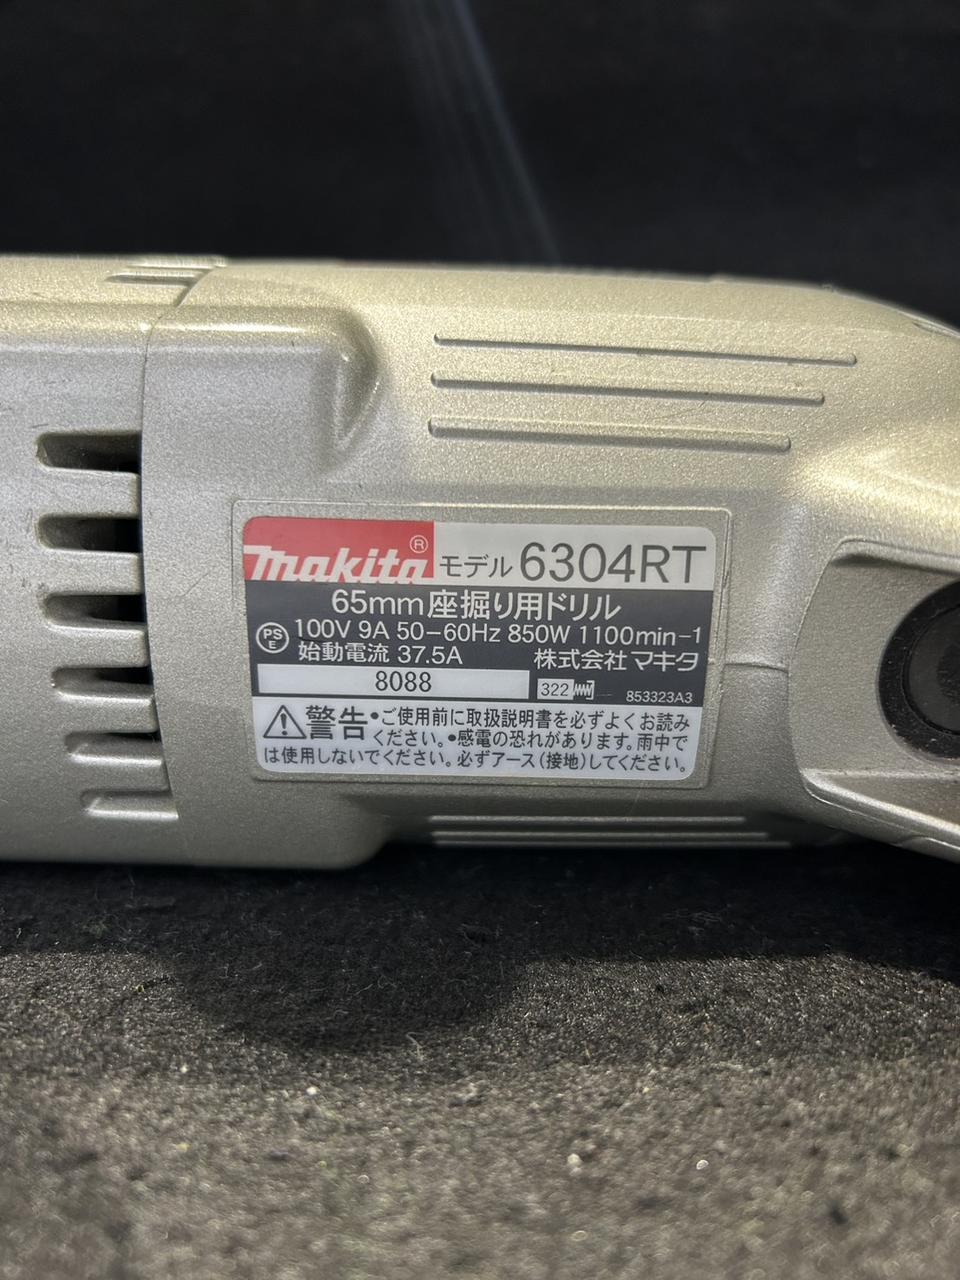 makita® モデル 6304RT
65mm 座掘り用ドリル
PSE 100V 9A 50-60Hz 850W 1100min-1
始動電流 37.5A 株式会社 マキタ
8088 322 853323A3
警告 •ご使用前に取扱説明書を必ずよくお読み
ください。•感電の恐れがあります。雨中で
は使用しないでください。必ずアース(接地)してください。